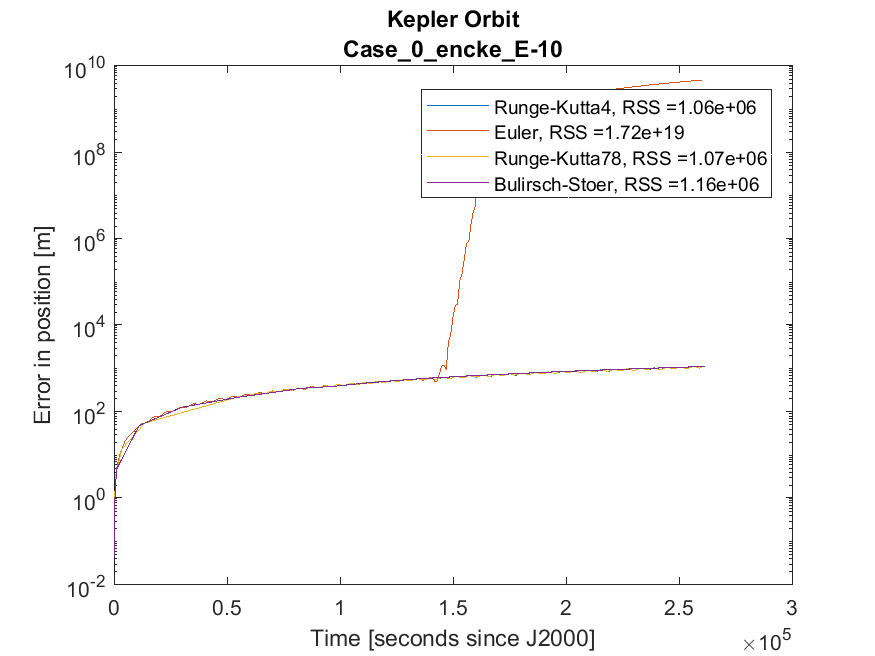 Kepler Orbit
Case_0_encke_E-10
10^10
10^8
10^6
10^4
10^2
10^0
10^-2
Error in position [m]
Runge-Kutta4, RSS =1.06e+06
Euler, RSS =1.72e+19
Runge-Kutta78, RSS =1.07e+06
Bulirsch-Stoer, RSS =1.16e+06
0 0.5 1 1.5 2 2.5 3
Time [seconds since J2000]
×10^5